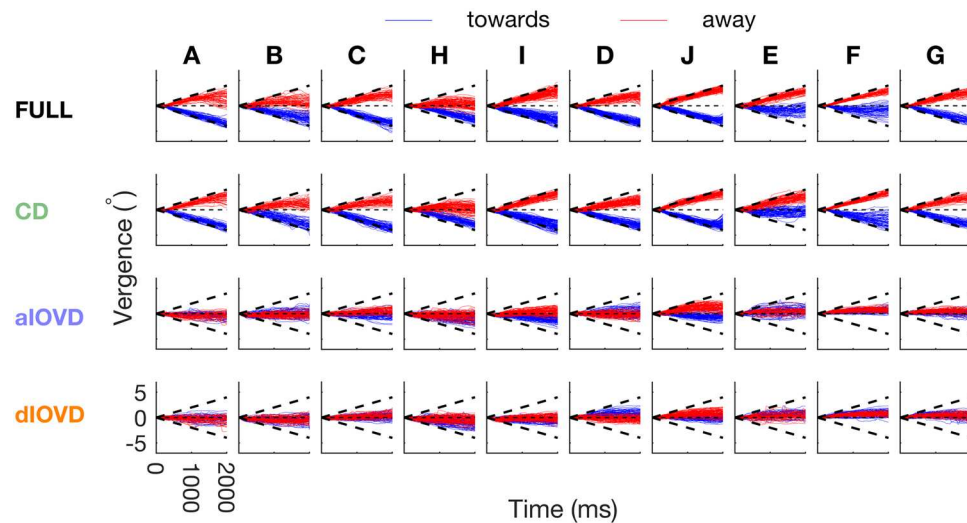 towards away
A B C H I D J E F G
FULL
CD
aIOVD
dIOVD
Vergence (°)
5
0
-5
0 1000 2000
Time (ms)